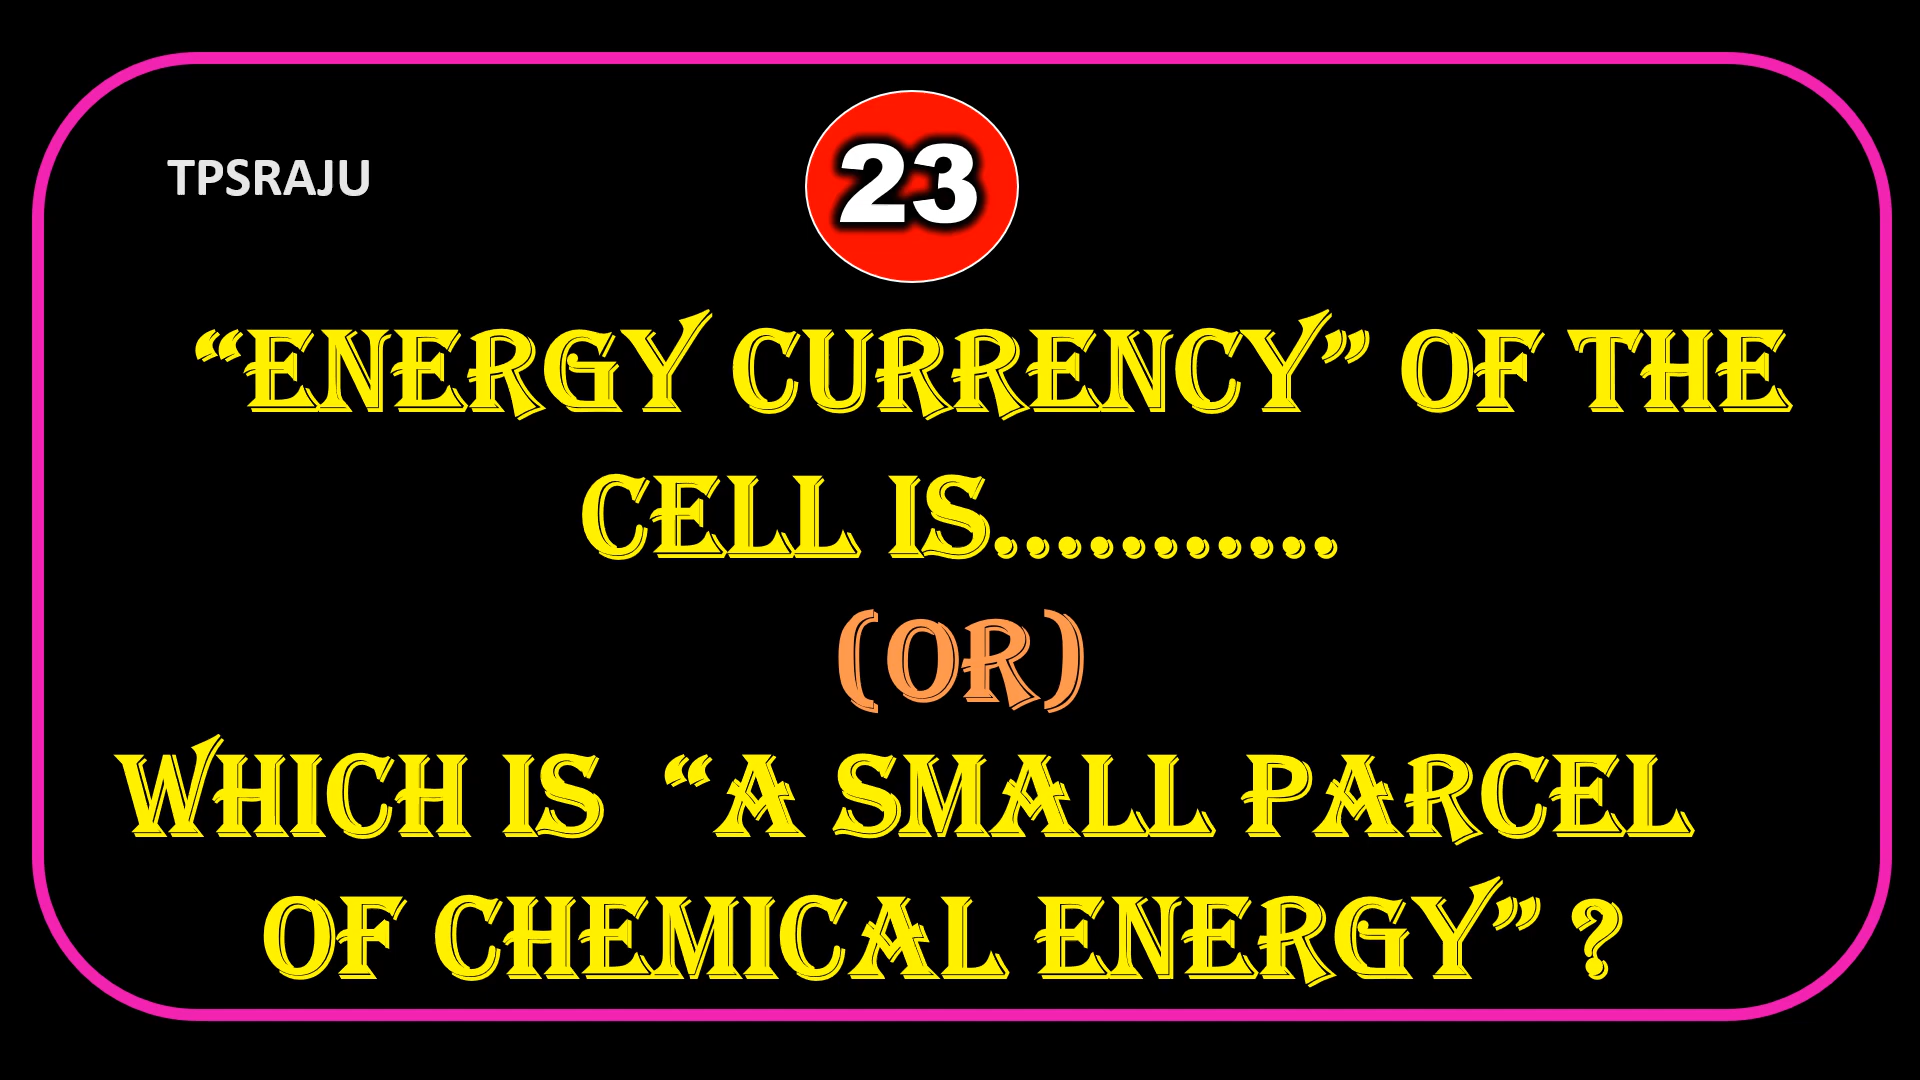 TPSRAJU
23
“ENERGY CURRENCY” OF THE
CELL IS...........
(OR)
WHICH IS “A SMALL PARCEL
OF CHEMICAL ENERGY” ?